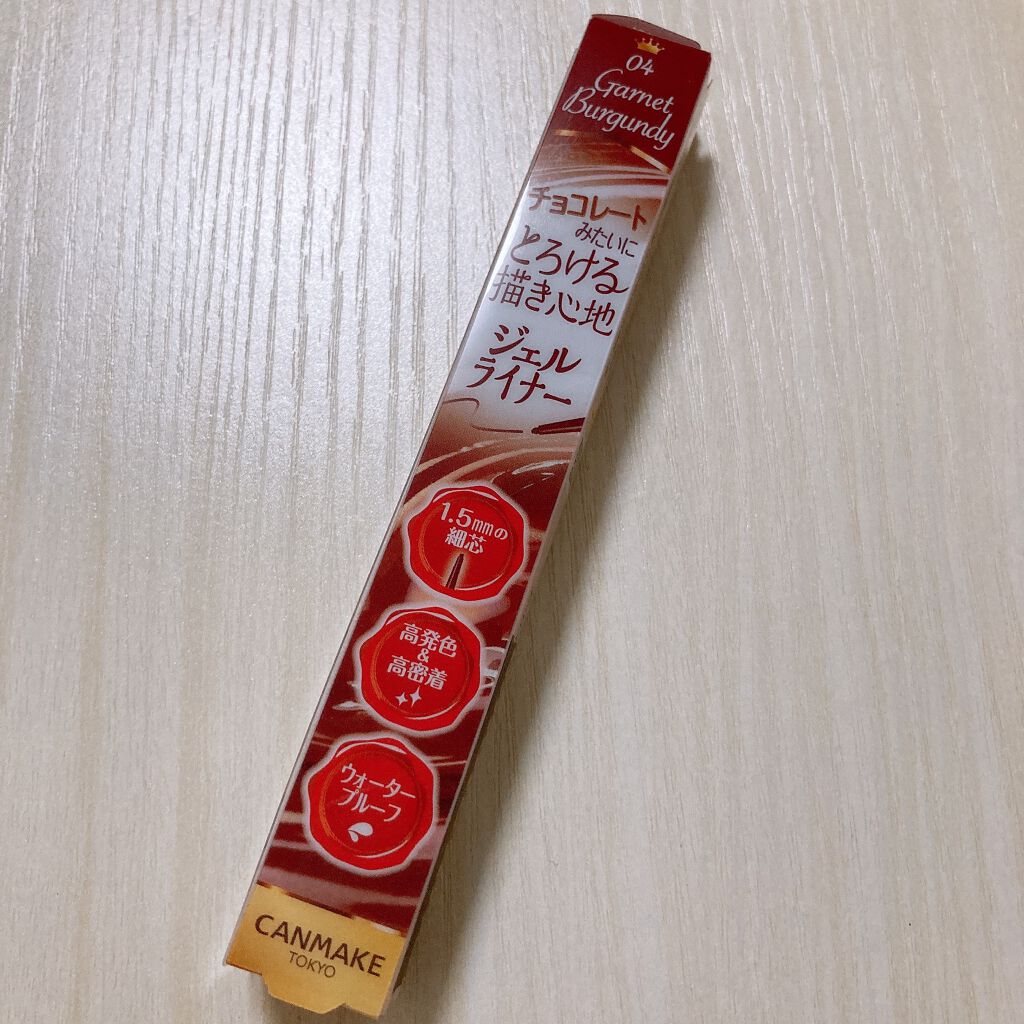 04
Garnet
Burgundy
チョコレート
みたいに
とろける
描き心地
ジェル
ライナー
1.5mmの
細芯
高発色
&
高密着
ウォーター
プルーフ
CANMAKE
TOKYO